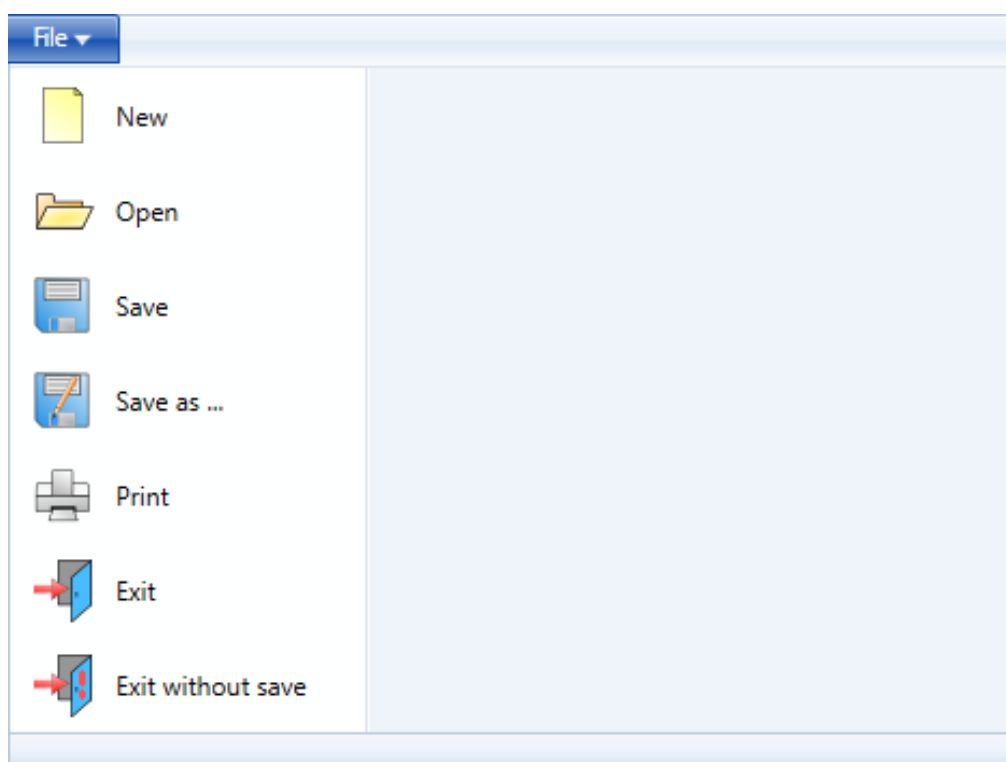 File
New
Open
Save
Save as ...
Print
Exit
Exit without save